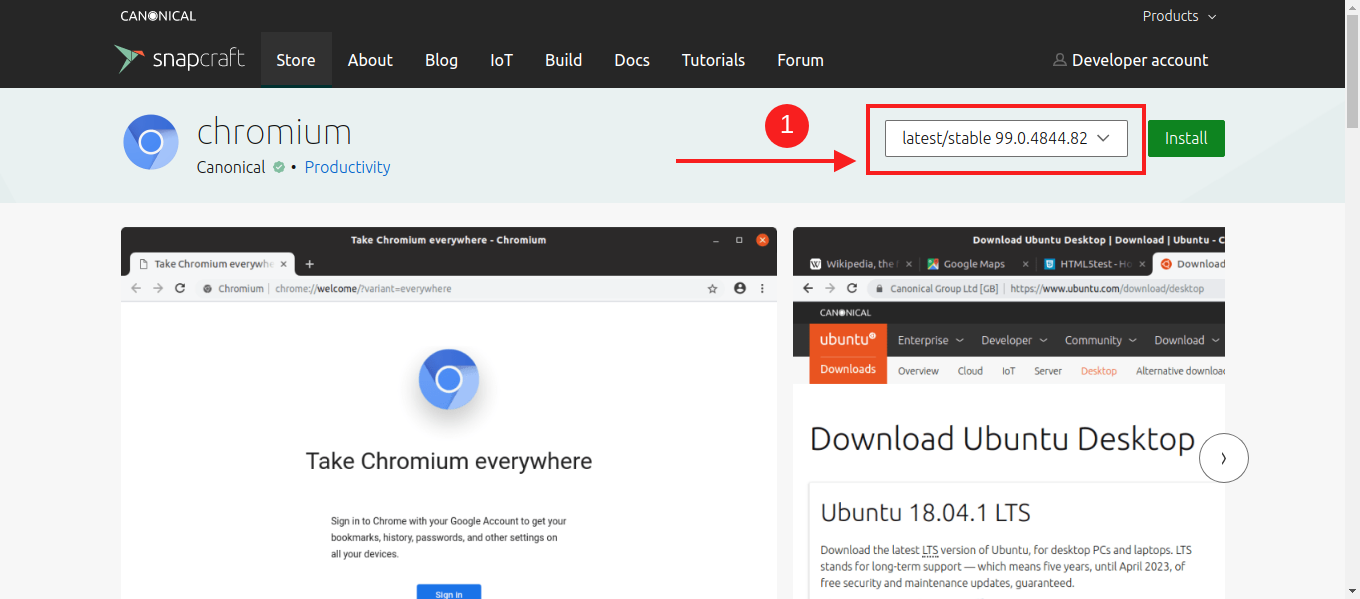 CANONICAL
Products
snapcraft
Store About Blog IoT Build Docs Tutorials Forum
Developer account
chromium
Canonical • Productivity
1
latest/stable 99.0.4844.82
Install
Take Chromium everywhere - Chromium
Take Chromium everywh
Chromium | chrome://welcome/?variant=everywhere
Take Chromium everywhere
Sign in to Chrome with your Google Account to get your
bookmarks, history, passwords, and other settings on
all your devices.
Sign in
Download Ubuntu Desktop | Download | Ubuntu - C
Wikipedia, the Google Maps HTML5test - Ho Download
Canonical Group Ltd [GB] | https://www.ubuntu.com/download/desktop
CANONICAL
ubuntu Enterprise Developer Community Download
Downloads Overview Cloud IoT Server Desktop Alternative downloa
Download Ubuntu Desktop
Ubuntu 18.04.1 LTS
Download the latest LTS version of Ubuntu, for desktop PCs and laptops. LTS
stands for long-term support — which means five years, until April 2023, of
free security and maintenance updates, guaranteed.